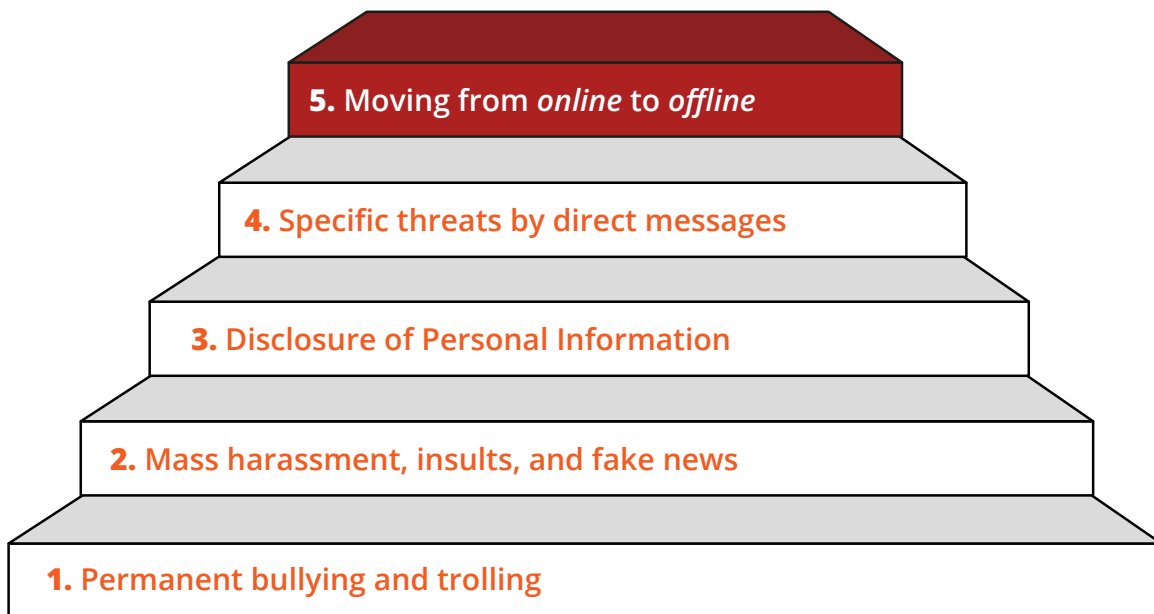 5. Moving from online to offline
4. Specific threats by direct messages
3. Disclosure of Personal Information
2. Mass harassment, insults, and fake news
1. Permanent bullying and trolling